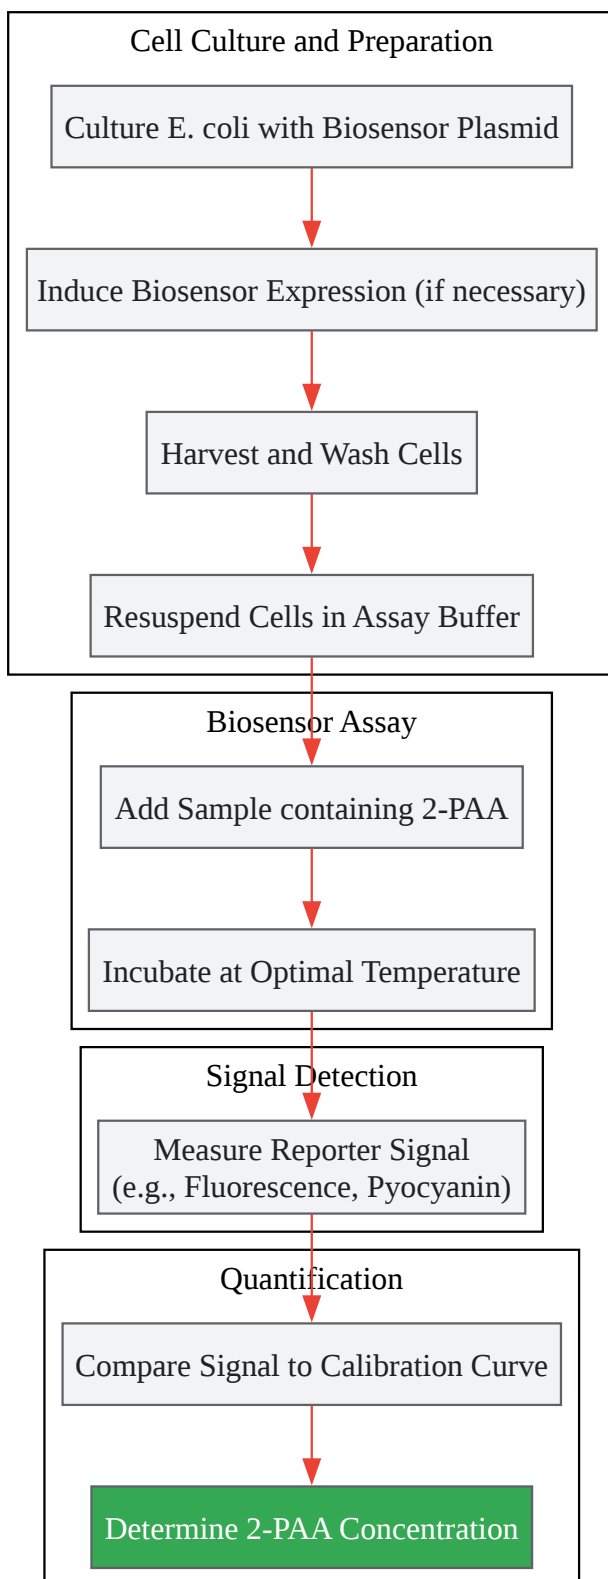 Cell Culture and Preparation
Culture E. coli with Biosensor Plasmid
Induce Biosensor Expression (if necessary)
Harvest and Wash Cells
Resuspend Cells in Assay Buffer
Biosensor Assay
Add Sample containing 2-PAA
Incubate at Optimal Temperature
Signal Detection
Measure Reporter Signal
(e.g., Fluorescence, Pyocyanin)
Quantification
Compare Signal to Calibration Curve
Determine 2-PAA Concentration